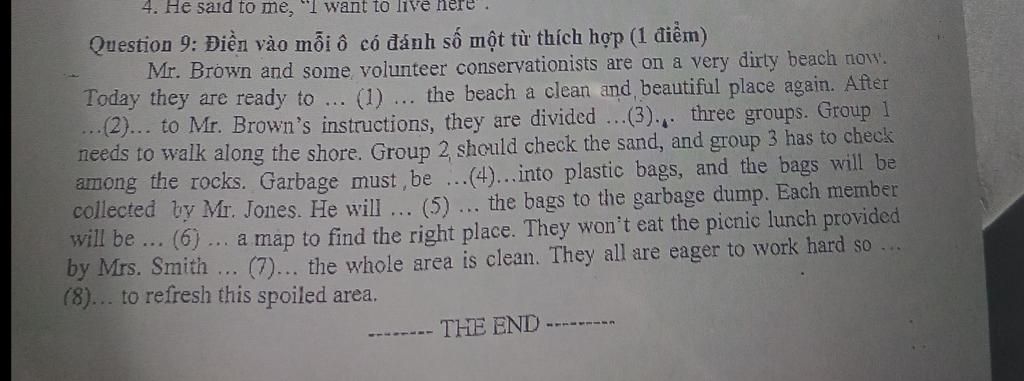 4. He said to me, "I want to live here".
Question 9: Điền vào mỗi ô có đánh số một từ thích hợp (1 điểm)
Mr. Brown and some volunteer conservationists are on a very dirty beach now.
Today they are ready to ... (1) ... the beach a clean and beautiful place again. After
...(2)... to Mr. Brown's instructions, they are divided ...(3)... three groups. Group 1
needs to walk along the shore. Group 2 should check the sand, and group 3 has to check
among the rocks. Garbage must be ...(4)...into plastic bags, and the bags will be
collected by Mr. Jones. He will ... (5) ... the bags to the garbage dump. Each member
will be ... (6) ... a map to find the right place. They won't eat the picnic lunch provided
by Mrs. Smith ... (7)... the whole area is clean. They all are eager to work hard so ...
(8)... to refresh this spoiled area.
-------- THE END ---------